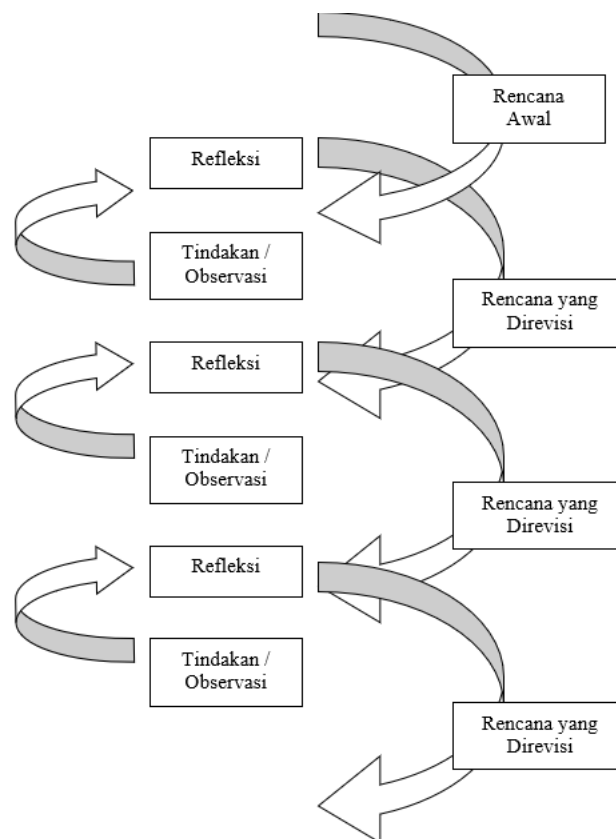 Rencana
Awal
Refleksi
Tindakan /
Observasi
Rencana yang
Direvisi
Refleksi
Tindakan /
Observasi
Rencana yang
Direvisi
Refleksi
Tindakan /
Observasi
Rencana yang
Direvisi